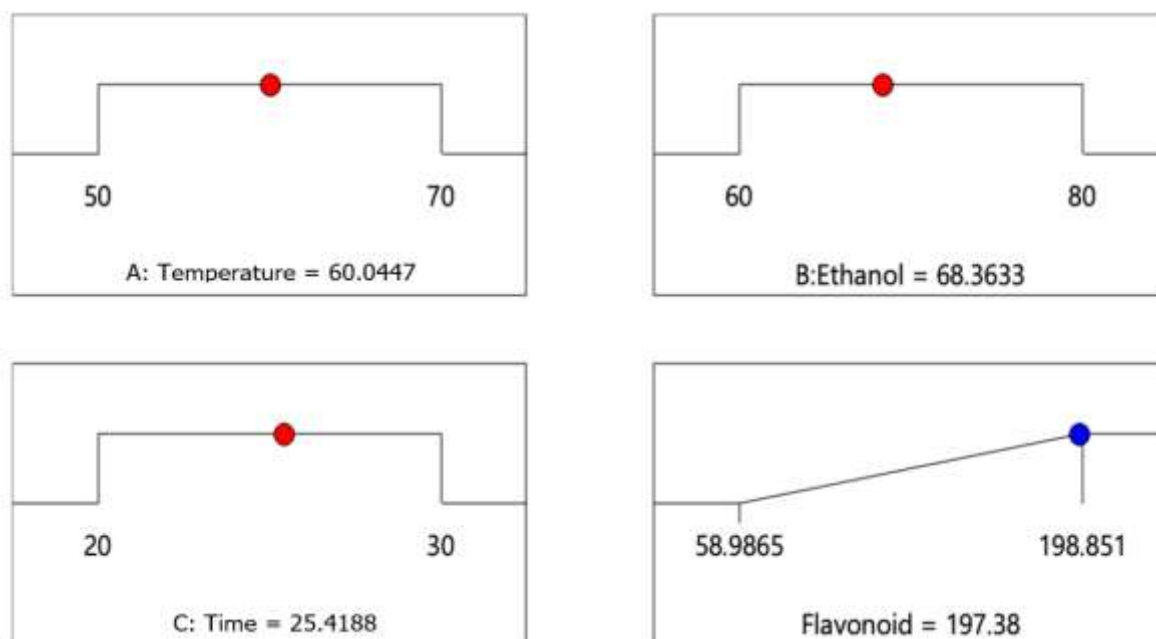 50 70
A: Temperature = 60.0447
60 80
B:Ethanol = 68.3633
20 30
C: Time = 25.4188
58.9865 198.851
Flavonoid = 197.38